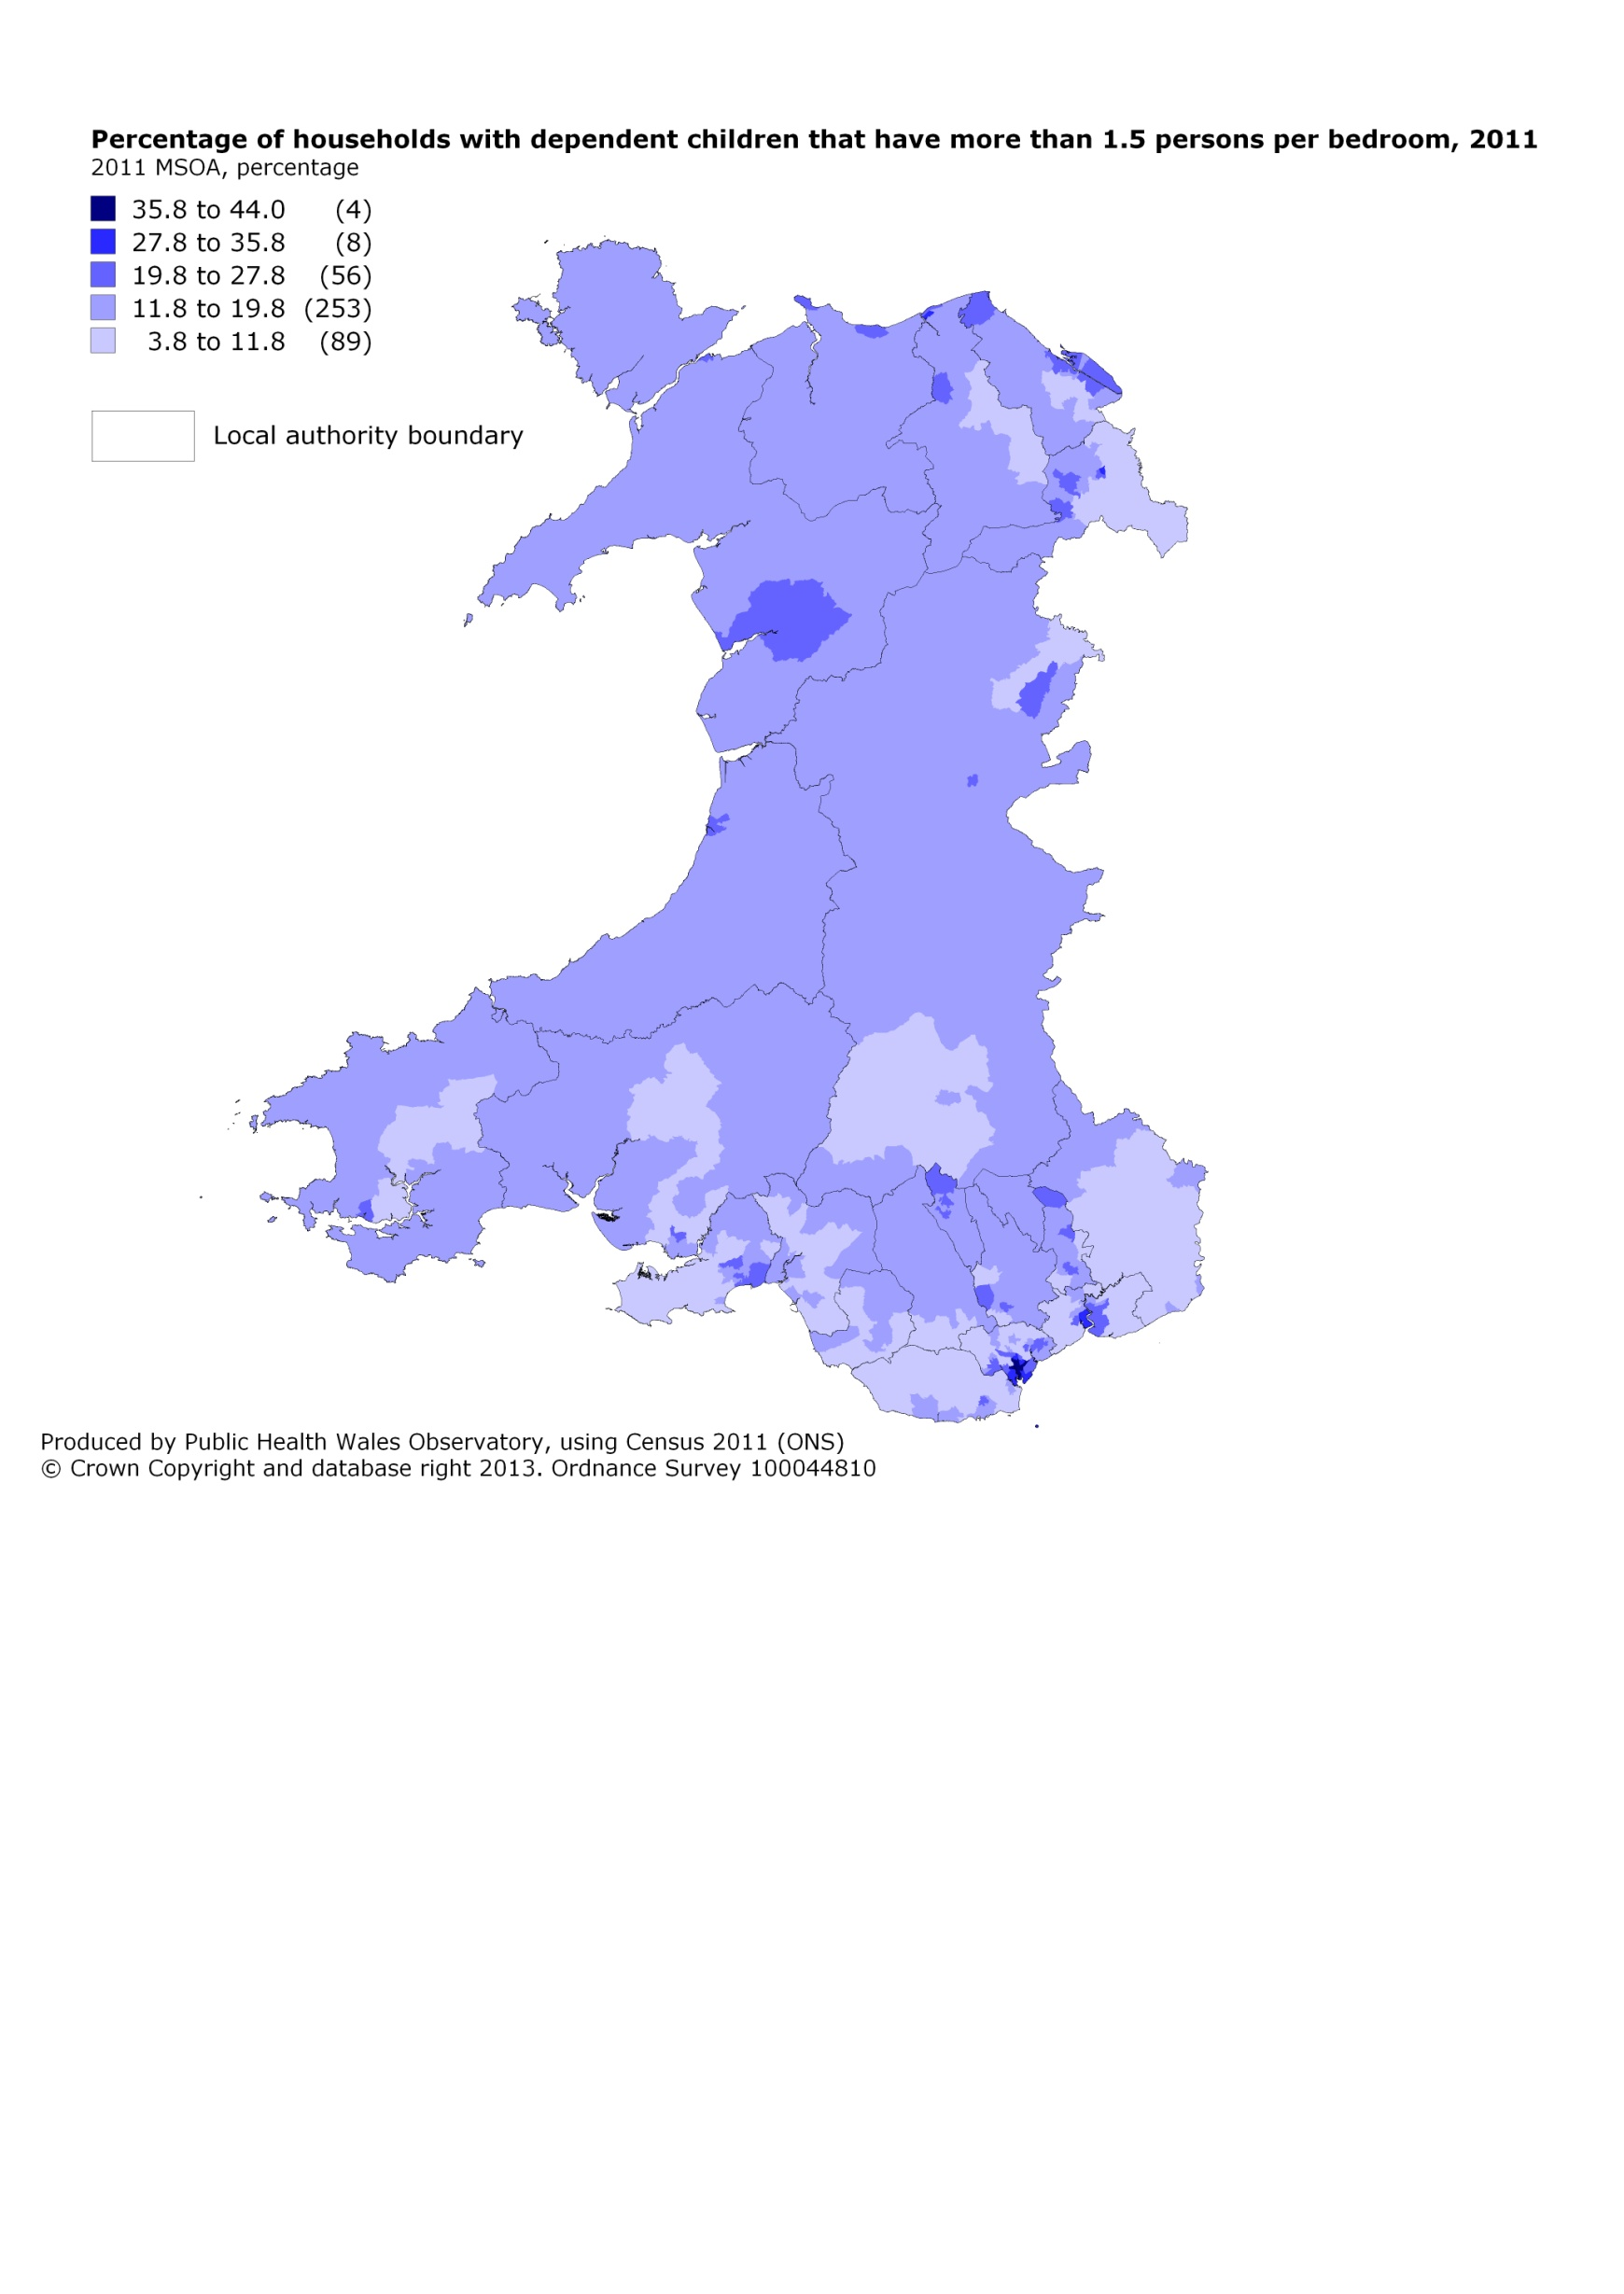 Percentage of households with dependent children that have more than 1.5 persons per bedroom, 2011
2011 MSOA, percentage
35.8 to 44.0 (4)
27.8 to 35.8 (8)
19.8 to 27.8 (56)
11.8 to 19.8 (253)
3.8 to 11.8 (89)
Local authority boundary
Produced by Public Health Wales Observatory, using Census 2011 (ONS)
© Crown Copyright and database right 2013. Ordnance Survey 100044810